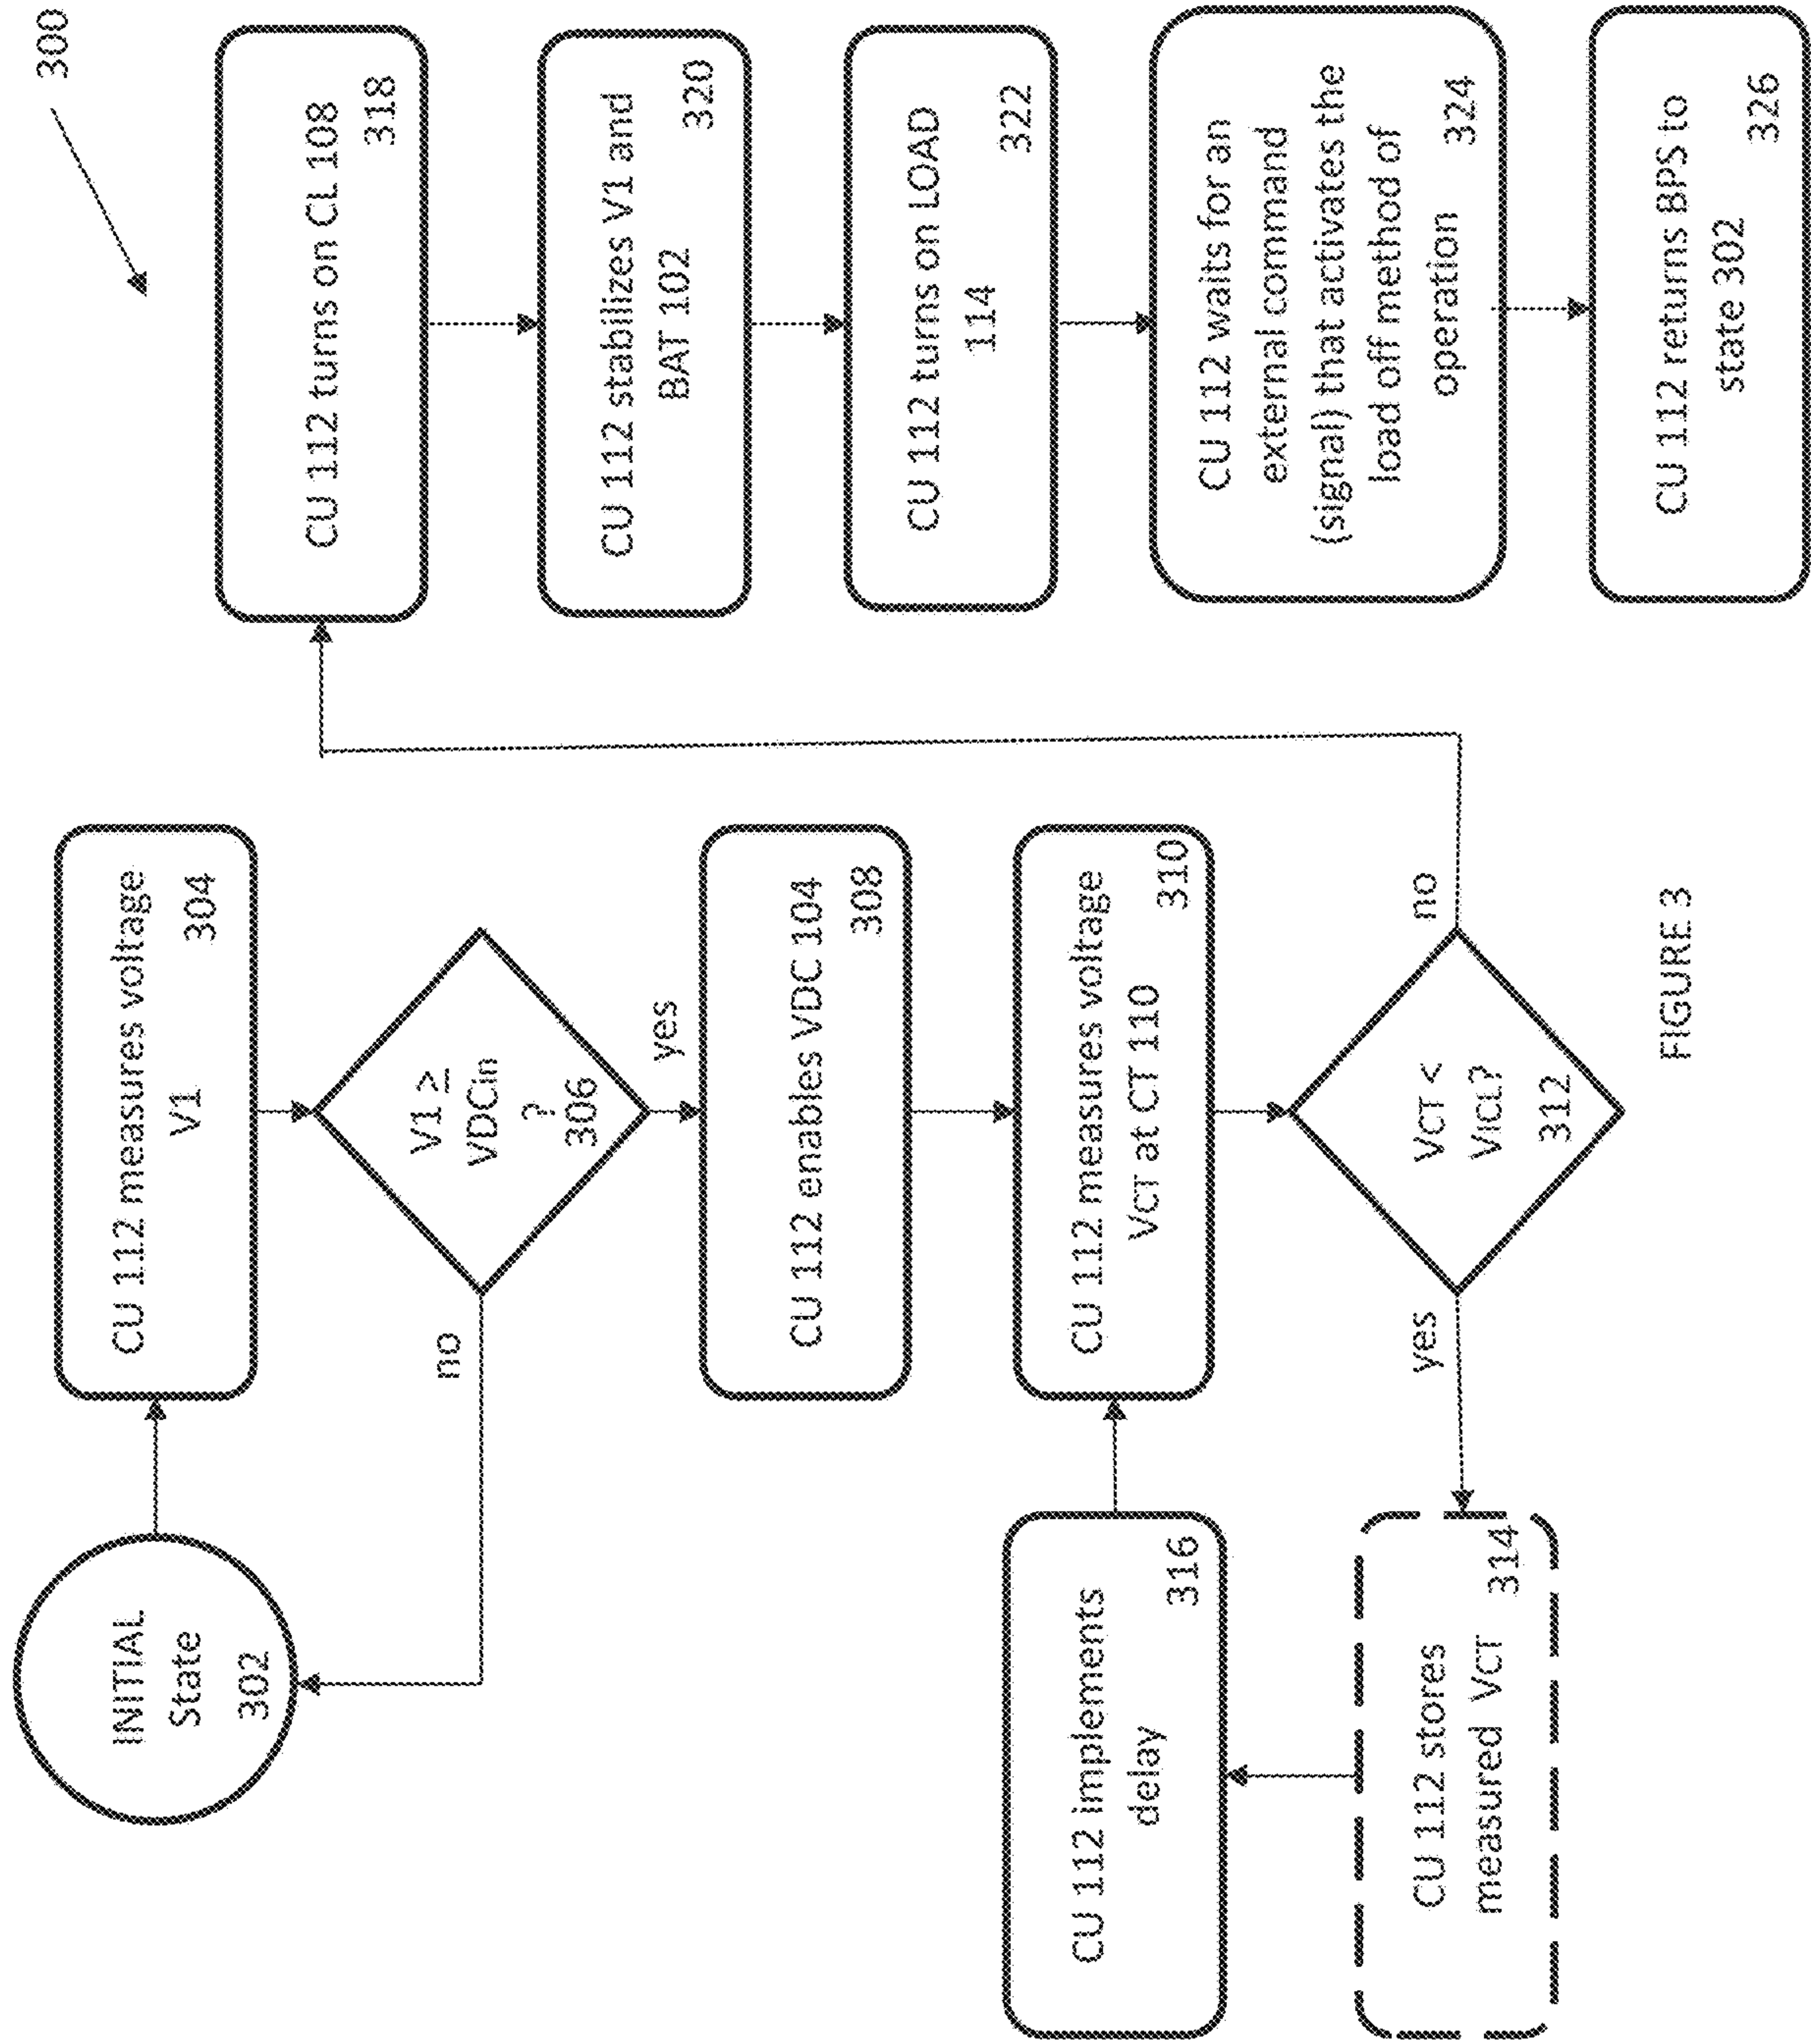 300
INITIAL
State
302
CU 112 measures voltage
V1
304
V1 ≥
VDCin
?
306
no
yes
CU 112 enables VDC 104
308
CU 112 measures voltage
VCT at CT 110
310
VCT <
VICL?
312
yes
no
CU 112 stores
measured VCT
314
CU 112 implements
delay
316
CU 112 turns on CL 108
318
CU 112 stabilizes V1 and
BAT 102
320
CU 112 turns on LOAD
114
322
CU 112 waits for an
external command
(signal) that activates the
load off method of
operation
324
CU 112 returns BPS to
state 302
326
FIGURE 3